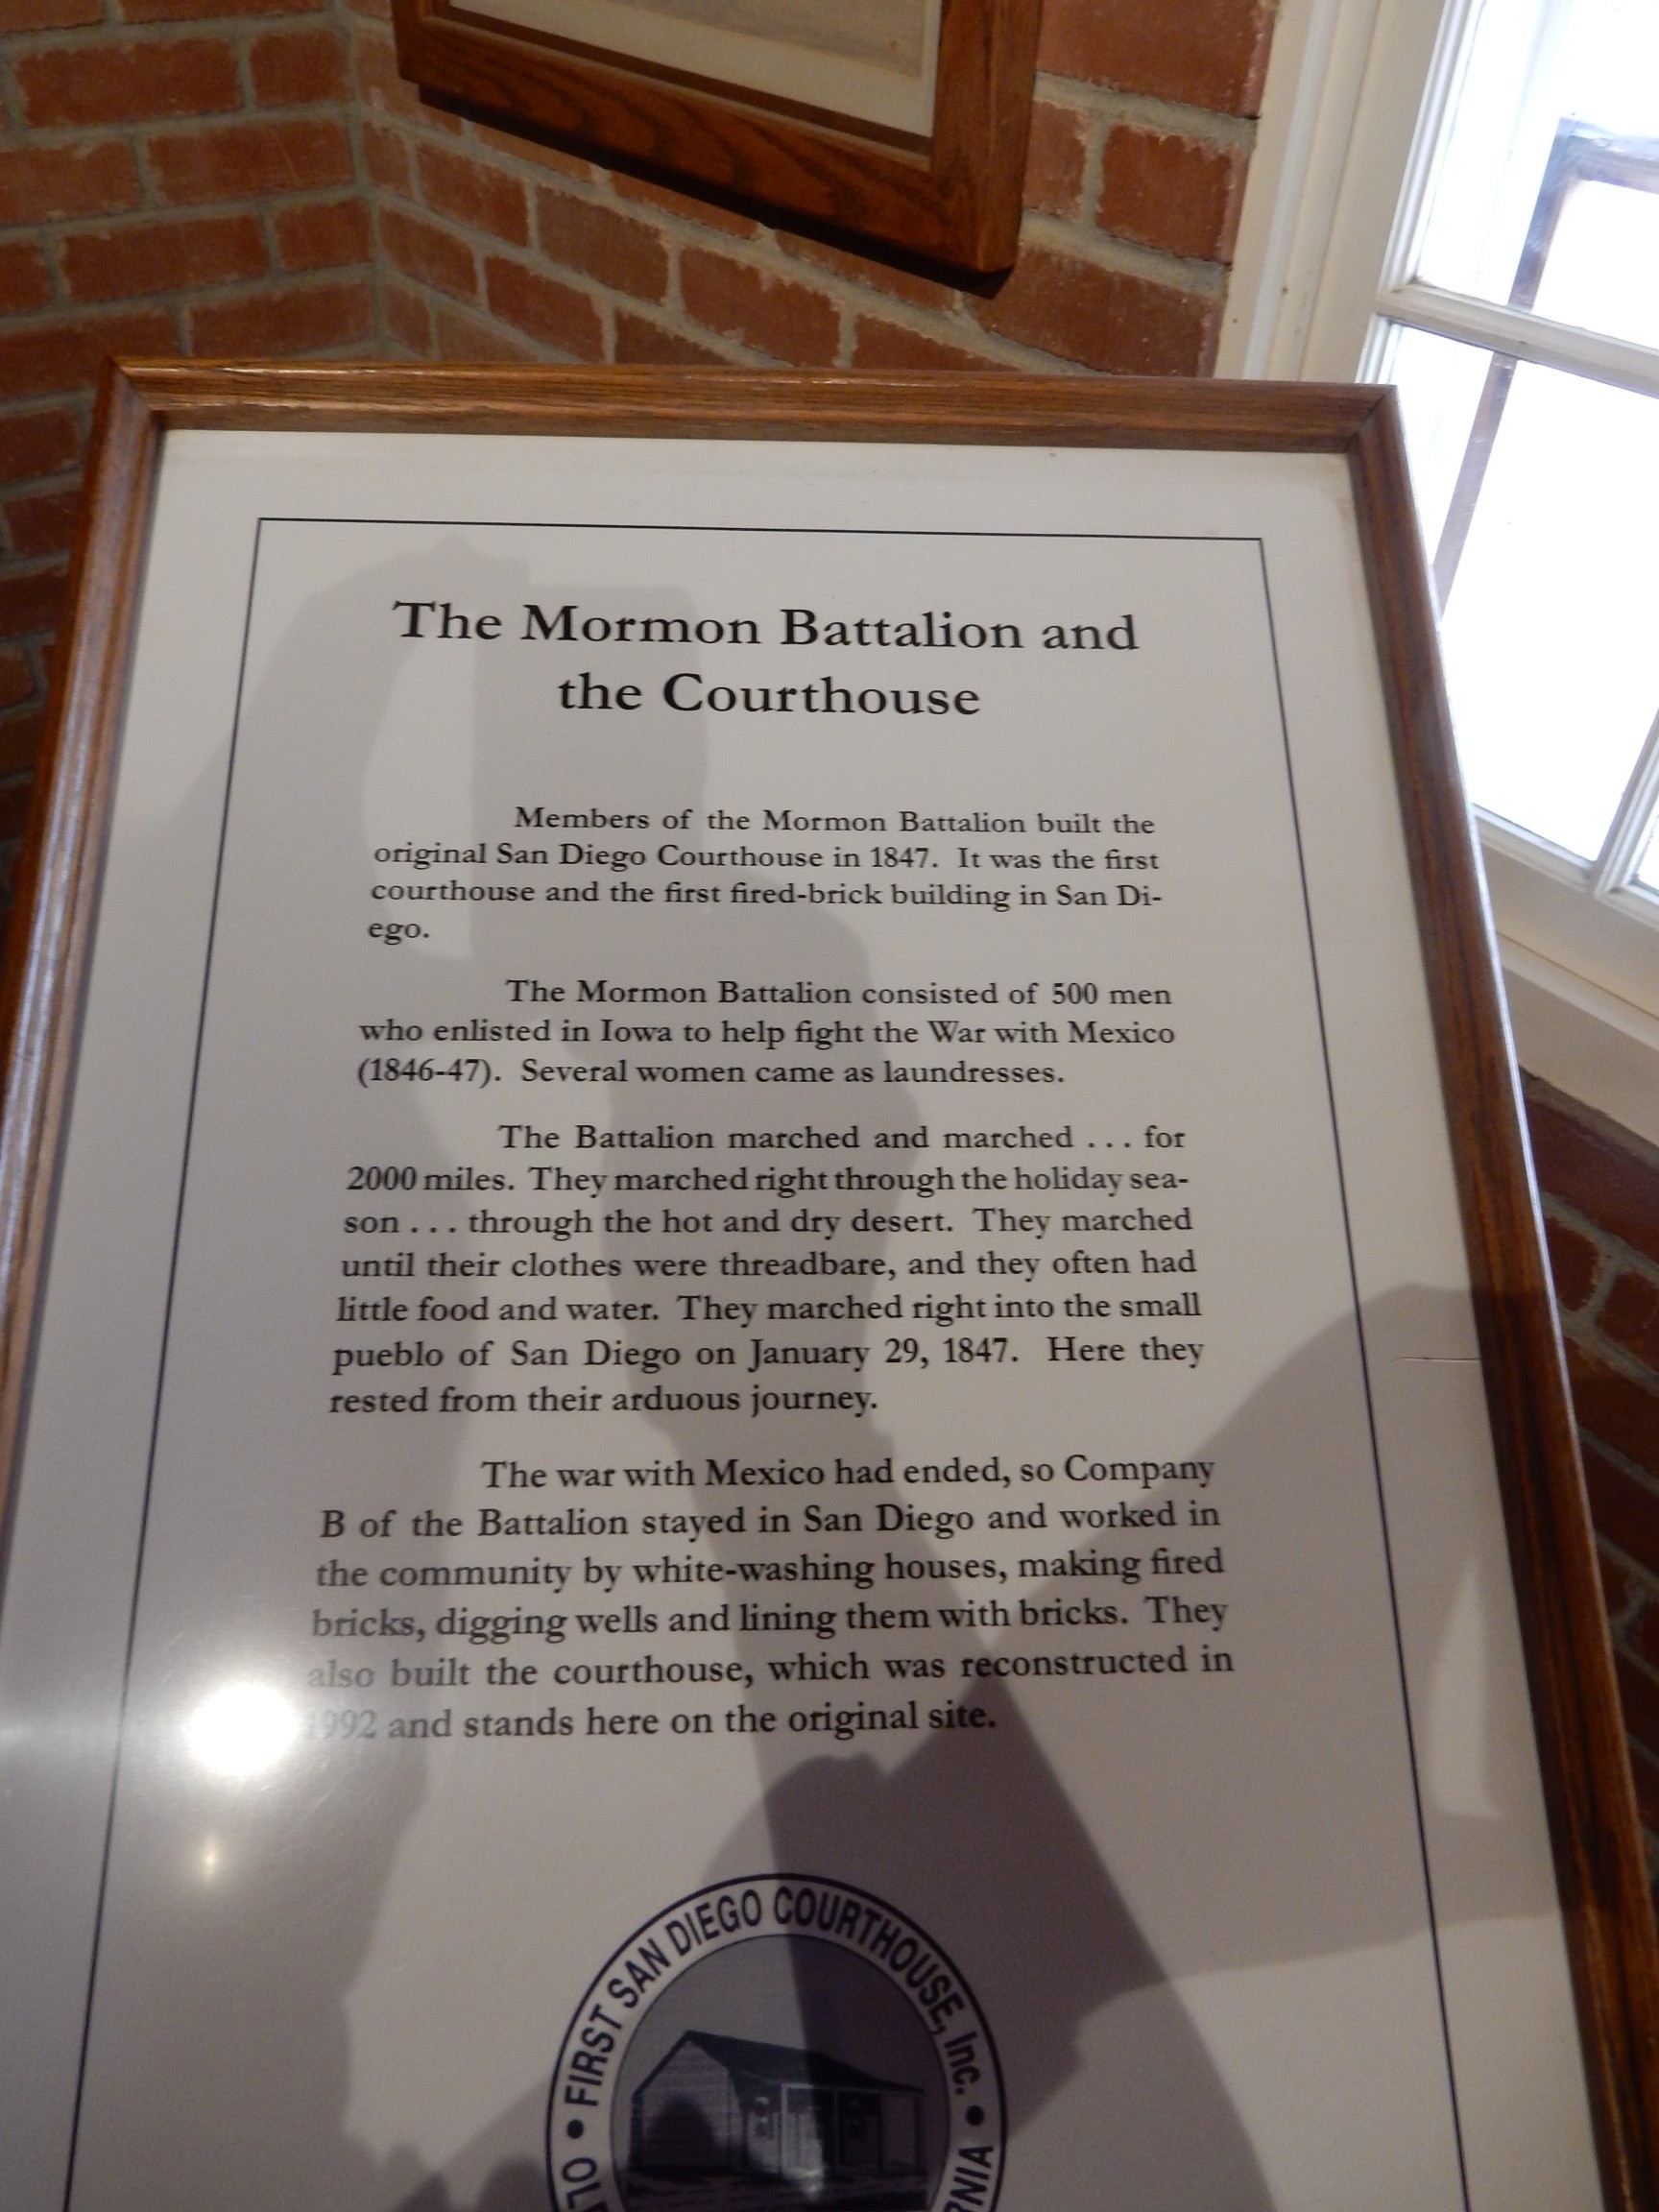 The Mormon Battalion and
the Courthouse
Members of the Mormon Battalion built the
original San Diego Courthouse in 1847. It was the first
courthouse and the first fired-brick building in San Di-
ego.
The Mormon Battalion consisted of 500 men
who enlisted in Iowa to help fight the War with Mexico
(1846-47). Several women came as laundresses.
The Battalion marched and marched . . . for
2000 miles. They marched right through the holiday sea-
son . . . through the hot and dry desert. They marched
until their clothes were threadbare, and they often had
little food and water. They marched right into the small
pueblo of San Diego on January 29, 1847. Here they
rested from their arduous journey.
The war with Mexico had ended, so Company
B of the Battalion stayed in San Diego and worked in
the community by white-washing houses, making fired
bricks, digging wells and lining them with bricks. They
also built the courthouse, which was reconstructed in
1992 and stands here on the original site.
• FIRST SAN DIEGO COURTHOUSE, Inc. •